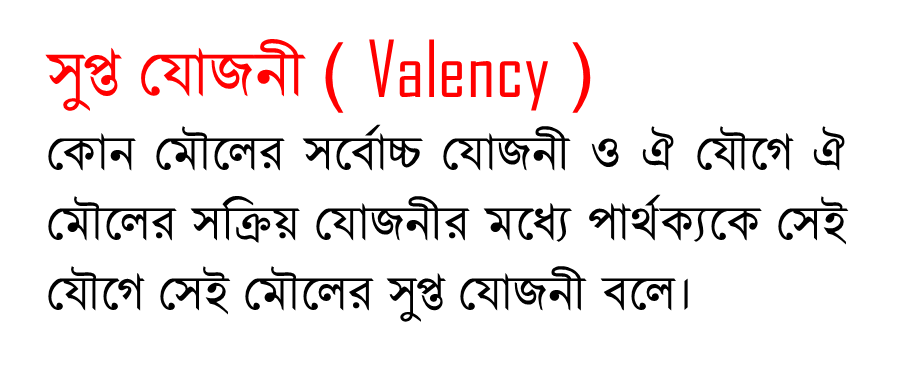 সুপ্ত যোজনী ( Valency )
কোন মৌলের সর্বোচ্চ যোজনী ও ঐ যৌগে ঐ
মৌলের সক্রিয় যোজনীর মধ্যে পার্থক্যকে সেই
যৌগে সেই মৌলের সুপ্ত যোজনী বলে।